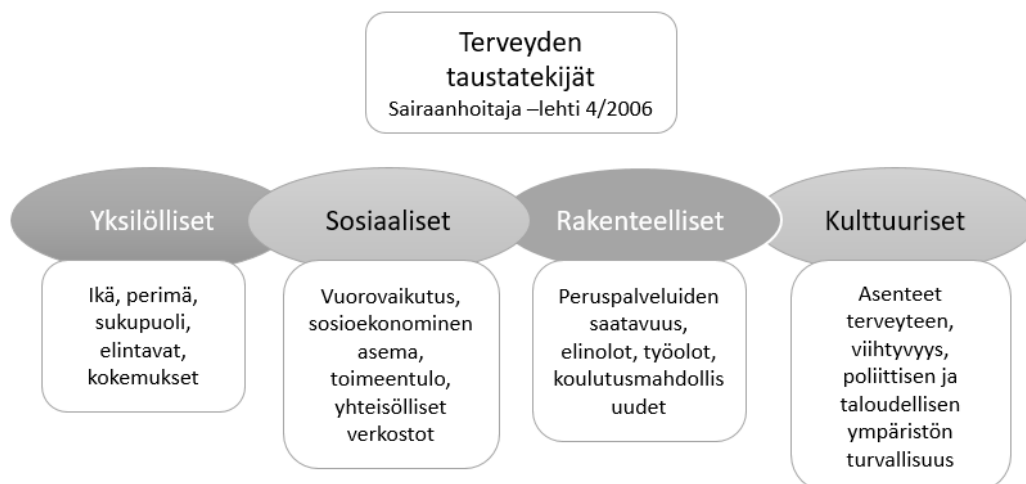 Terveyden
taustatekijät
Sairaanhoitaja –lehti 4/2006
Yksilölliset
Sosiaaliset
Rakenteelliset
Kulttuuriset
Ikä, perimä,
sukupuoli,
elintavat,
kokemukset
Vuorovaikutus,
sosioekonominen
asema,
toimeentulo,
yhteisölliset
verkostot
Peruspalveluiden
saatavuus,
elinolot, työolot,
koulutusmahdollis
uudet
Asenteet
terveyteen,
viihtyvyys,
poliittisen ja
taloudellisen
ympäristön
turvallisuus